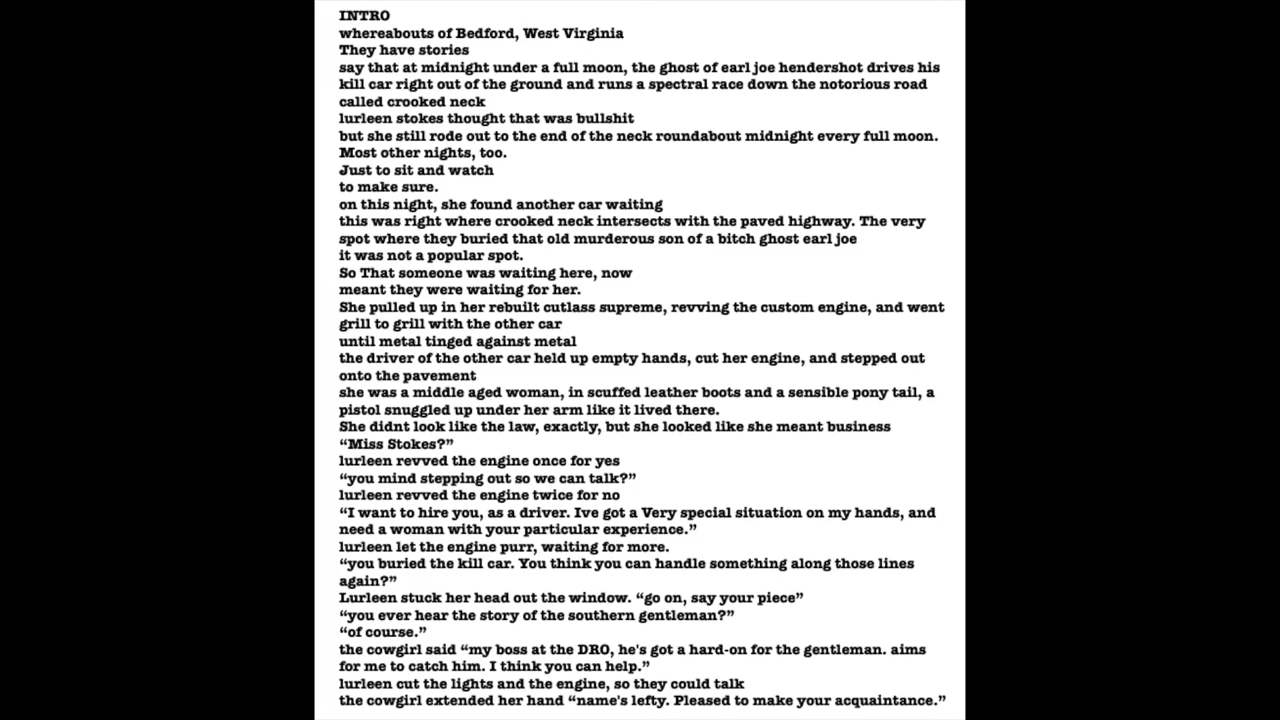 INTRO
whereabouts of Bedford, West Virginia
They have stories
say that at midnight under a full moon, the ghost of earl joe hendershot drives his
kill car right out of the ground and runs a spectral race down the notorious road
called crooked neck
lurleen stokes thought that was bullshit
but she still rode out to the end of the neck roundabout midnight every full moon.
Most other nights, too.
Just to sit and watch
to make sure.
on this night, she found another car waiting
this was right where crooked neck intersects with the paved highway. The very
spot where they buried that old murderous son of a bitch ghost earl joe
it was not a popular spot.
So That someone was waiting here, now
meant they were waiting for her.
She pulled up in her rebuilt cutlass supreme, revving the custom engine, and went
grill to grill with the other car
until metal tinged against metal
the driver of the other car held up empty hands, cut her engine, and stepped out
onto the pavement
she was a middle aged woman, in scuffed leather boots and a sensible pony tail, a
pistol snuggled up under her arm like it lived there.
She didnt look like the law, exactly, but she looked like she meant business
“Miss Stokes?”
lurleen revved the engine once for yes
“you mind stepping out so we can talk?”
lurleen revved the engine twice for no
“I want to hire you, as a driver. Ive got a Very special situation on my hands, and
need a woman with your particular experience.”
lurleen let the engine purr, waiting for more.
“you buried the kill car. You think you can handle something along those lines
again?”
Lurleen stuck her head out the window. “go on, say your piece”
“you ever hear the story of the southern gentleman?”
“of course.”
the cowgirl said “my boss at the DRO, he's got a hard-on for the gentleman. aims
for me to catch him. I think you can help.”
lurleen cut the lights and the engine, so they could talk
the cowgirl extended her hand “name's lefty. Pleased to make your acquaintance.”